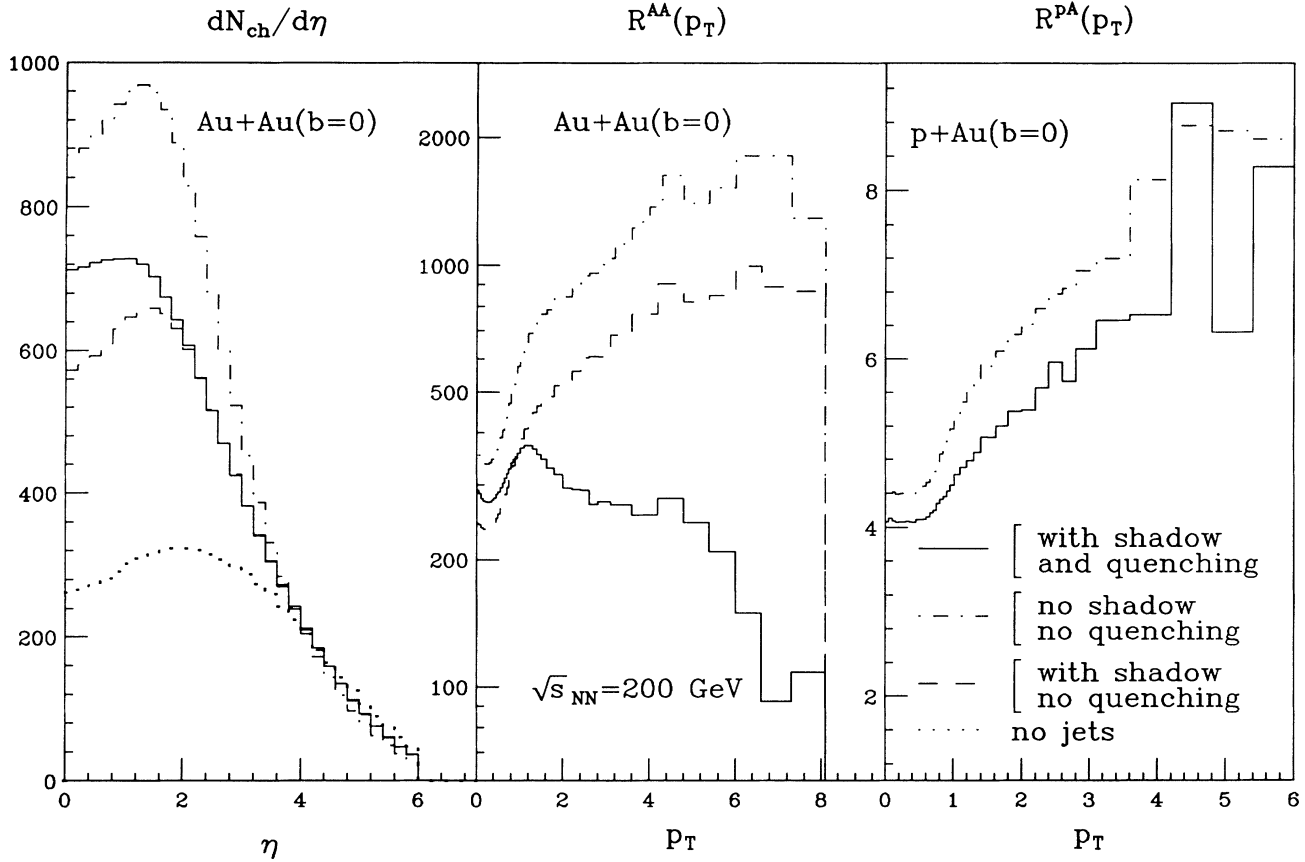 dN_ch/dη R^AA(p_T) R^pA(p_T)
1000
800
600
400
200
0
Au+Au(b=0)
0 2 4 6
η
2000
1000
500
200
100
Au+Au(b=0)
√s_NN=200 GeV
0 2 4 6 8
p_T
8
6
4
2
p+Au(b=0)
with shadow
and quenching
no shadow
no quenching
with shadow
no quenching
no jets
0 1 2 3 4 5 6
p_T